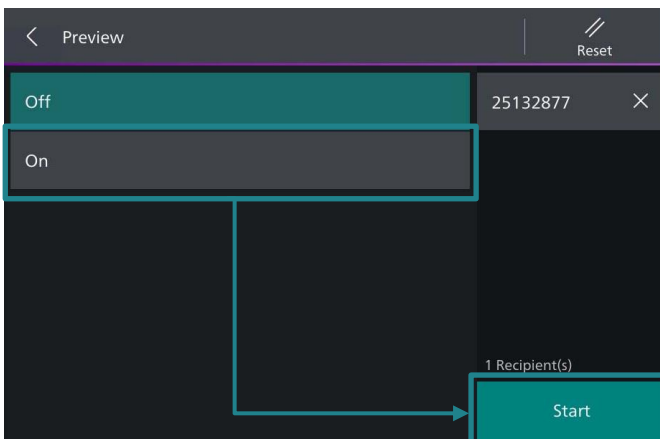 Preview
Reset
Off
25132877
On
1 Recipient(s)
Start